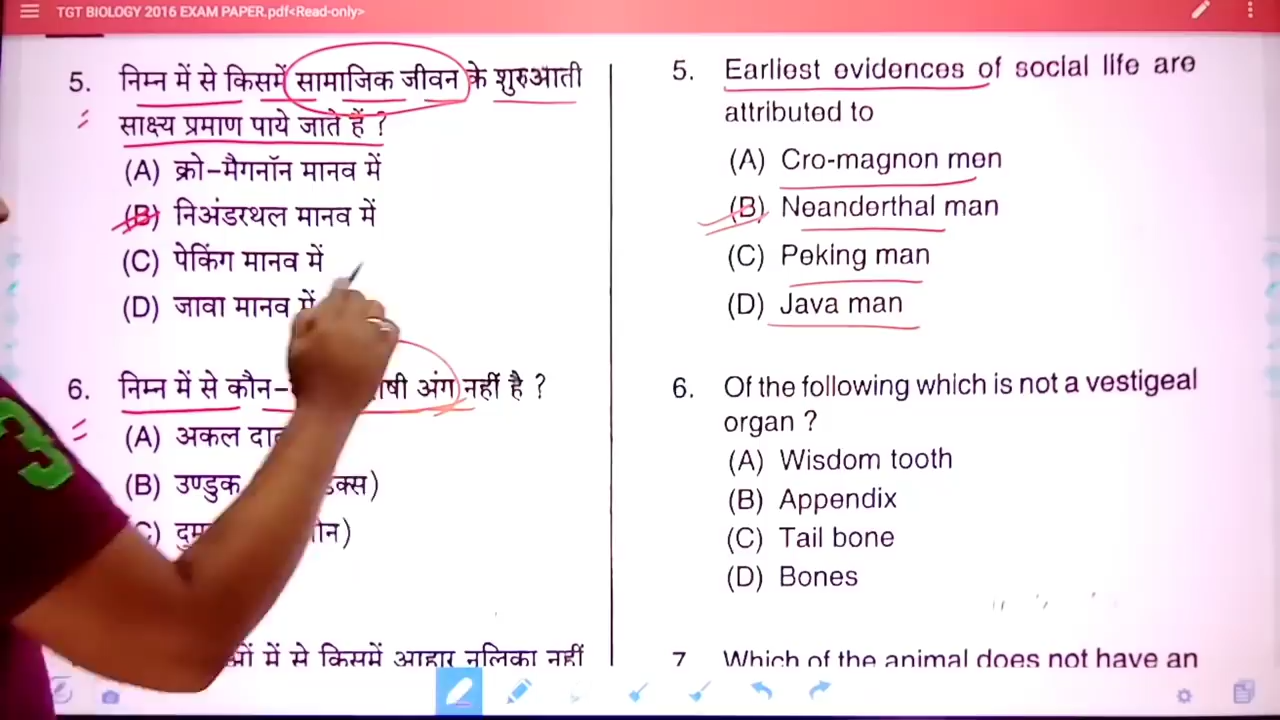 TGT BIOLOGY 2016 EXAM PAPER.pdf<Read-only>
5. निम्न में से किसमें सामाजिक जीवन के शुरुआती
साक्ष्य प्रमाण पाये जाते हैं ?
(A) क्रो-मैगनॉन मानव में
(B) निअंडरथल मानव में
(C) पेकिंग मानव में
(D) जावा मानव में
6. निम्न में से कौन- अंग नहीं है ?
(A) अकल
(B) उण्डुक
5. Earliest evidences of social life are
attributed to
(A) Cro-magnon men
(B) Neanderthal man
(C) Peking man
(D) Java man
6. Of the following which is not a vestigeal
organ ?
(A) Wisdom tooth
(B) Appendix
(C) Tail bone
(D) Bones
में से किसमें आहार नलिका नहीं
7 Which of the animal does not have an
3